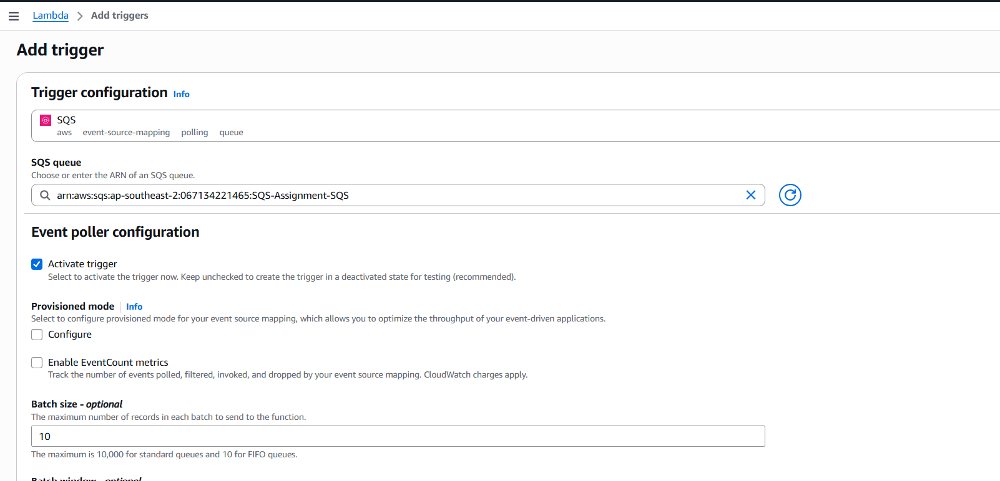 Lambda > Add triggers
Add trigger
Trigger configuration Info
SQS
aws event-source-mapping polling queue
SQS queue
Choose or enter the ARN of an SQS queue.
arn:aws:sqs:ap-southeast-2:067134221465:SQS-Assignment-SQS
Event poller configuration
Activate trigger
Select to activate the trigger now. Keep unchecked to create the trigger in a deactivated state for testing (recommended).
Provisioned mode Info
Select to configure provisioned mode for your event source mapping, which allows you to optimize the throughput of your event-driven applications.
Configure
Enable EventCount metrics
Track the number of events polled, filtered, invoked, and dropped by your event source mapping. CloudWatch charges apply.
Batch size - optional
The maximum number of records in each batch to send to the function.
10
The maximum is 10,000 for standard queues and 10 for FIFO queues.
Batch window - optional